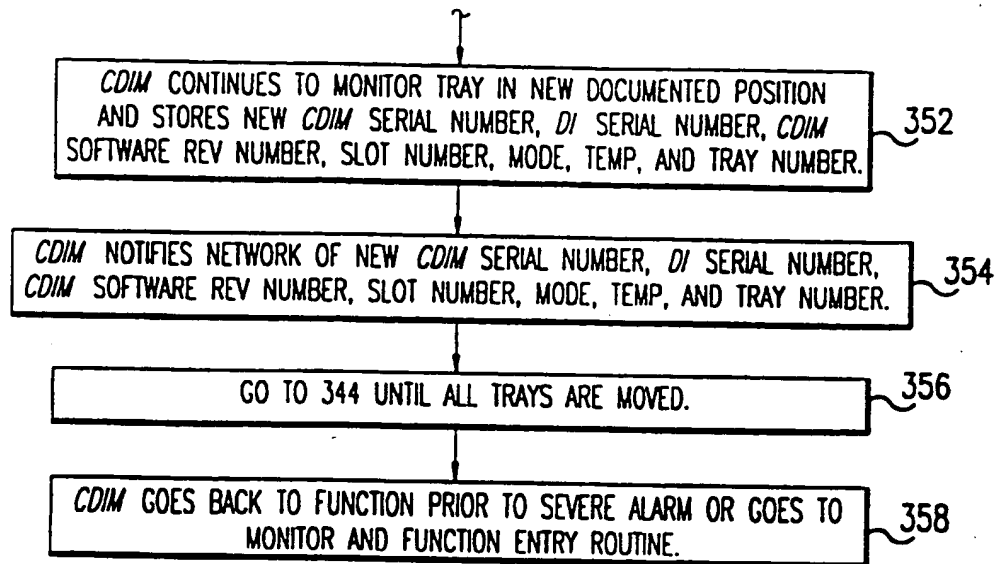 CDIM CONTINUES TO MONITOR TRAY IN NEW DOCUMENTED POSITION
AND STORES NEW CDIM SERIAL NUMBER, DI SERIAL NUMBER, CDIM
SOFTWARE REV NUMBER, SLOT NUMBER, MODE, TEMP, AND TRAY NUMBER.
352
CDIM NOTIFIES NETWORK OF NEW CDIM SERIAL NUMBER, DI SERIAL NUMBER,
CDIM SOFTWARE REV NUMBER, SLOT NUMBER, MODE, TEMP, AND TRAY NUMBER.
354
GO TO 344 UNTIL ALL TRAYS ARE MOVED.
356
CDIM GOES BACK TO FUNCTION PRIOR TO SEVERE ALARM OR GOES TO
MONITOR AND FUNCTION ENTRY ROUTINE.
358